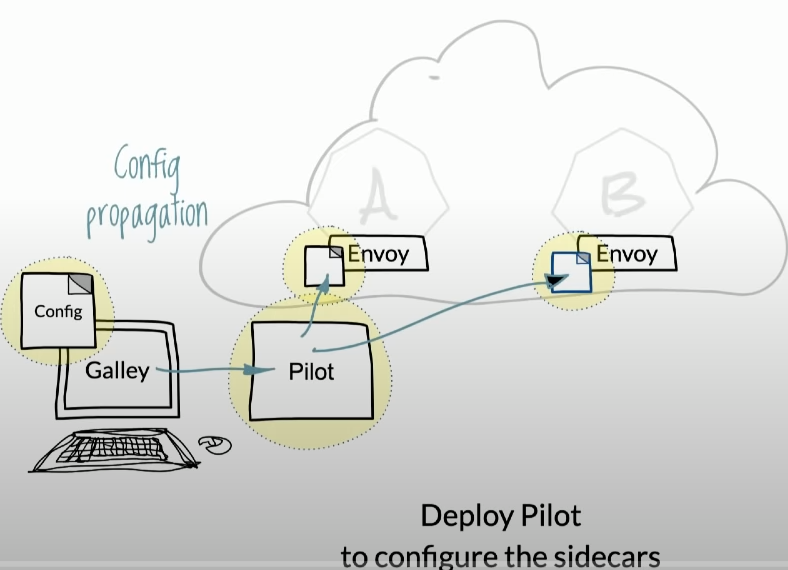 A
B
Config
propagation
Envoy
Envoy
Config
Galley
Pilot
Deploy Pilot
to configure the sidecars